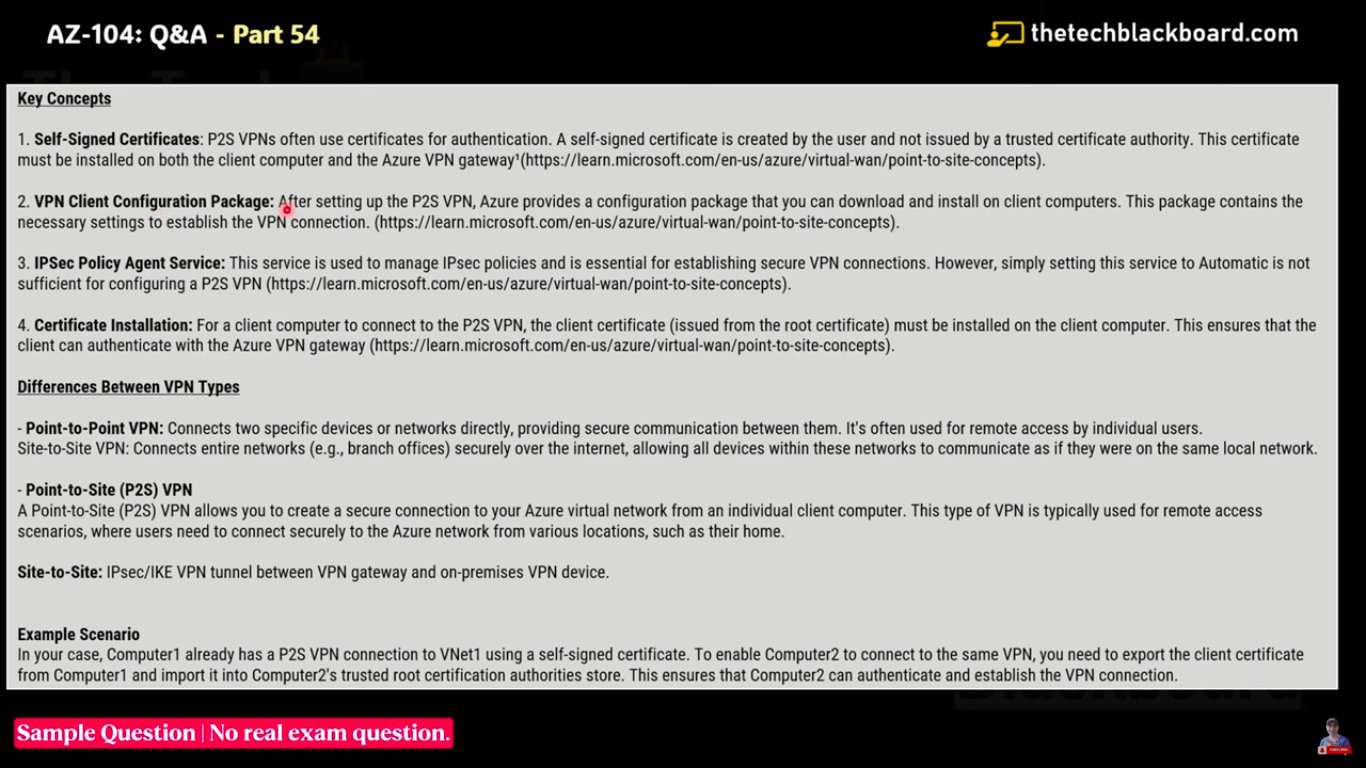 AZ-104: Q&A - Part 54
thetechblackboard.com
Key Concepts
1. Self-Signed Certificates: P2S VPNs often use certificates for authentication. A self-signed certificate is created by the user and not issued by a trusted certificate authority. This certificate
must be installed on both the client computer and the Azure VPN gateway¹(https://learn.microsoft.com/en-us/azure/virtual-wan/point-to-site-concepts).
2. VPN Client Configuration Package: After setting up the P2S VPN, Azure provides a configuration package that you can download and install on client computers. This package contains the
necessary settings to establish the VPN connection. (https://learn.microsoft.com/en-us/azure/virtual-wan/point-to-site-concepts).
3. IPSec Policy Agent Service: This service is used to manage IPsec policies and is essential for establishing secure VPN connections. However, simply setting this service to Automatic is not
sufficient for configuring a P2S VPN (https://learn.microsoft.com/en-us/azure/virtual-wan/point-to-site-concepts).
4. Certificate Installation: For a client computer to connect to the P2S VPN, the client certificate (issued from the root certificate) must be installed on the client computer. This ensures that the
client can authenticate with the Azure VPN gateway (https://learn.microsoft.com/en-us/azure/virtual-wan/point-to-site-concepts).
Differences Between VPN Types
- Point-to-Point VPN: Connects two specific devices or networks directly, providing secure communication between them. It's often used for remote access by individual users.
Site-to-Site VPN: Connects entire networks (e.g., branch offices) securely over the internet, allowing all devices within these networks to communicate as if they were on the same local network.
- Point-to-Site (P2S) VPN
A Point-to-Site (P2S) VPN allows you to create a secure connection to your Azure virtual network from an individual client computer. This type of VPN is typically used for remote access
scenarios, where users need to connect securely to the Azure network from various locations, such as their home.
Site-to-Site: IPsec/IKE VPN tunnel between VPN gateway and on-premises VPN device.
Example Scenario
In your case, Computer1 already has a P2S VPN connection to VNet1 using a self-signed certificate. To enable Computer2 to connect to the same VPN, you need to export the client certificate
from Computer1 and import it into Computer2's trusted root certification authorities store. This ensures that Computer2 can authenticate and establish the VPN connection.
Sample Question | No real exam question.